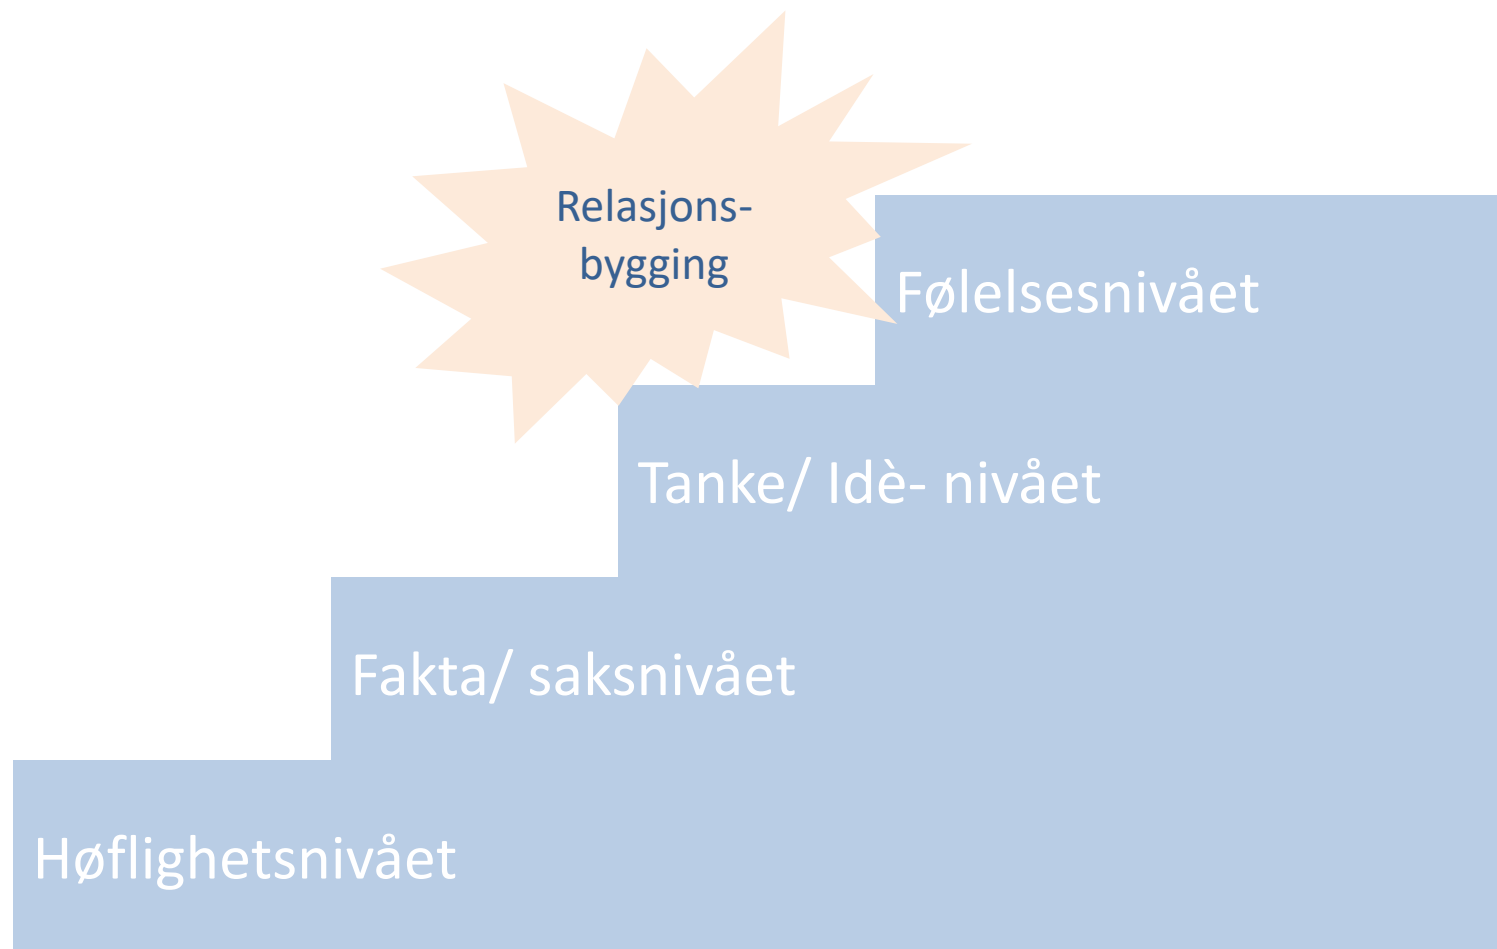 Relasjons-
bygging
Følelsesnivået
Tanke/ Idè- nivået
Fakta/ saksnivået
Høflighetsnivået